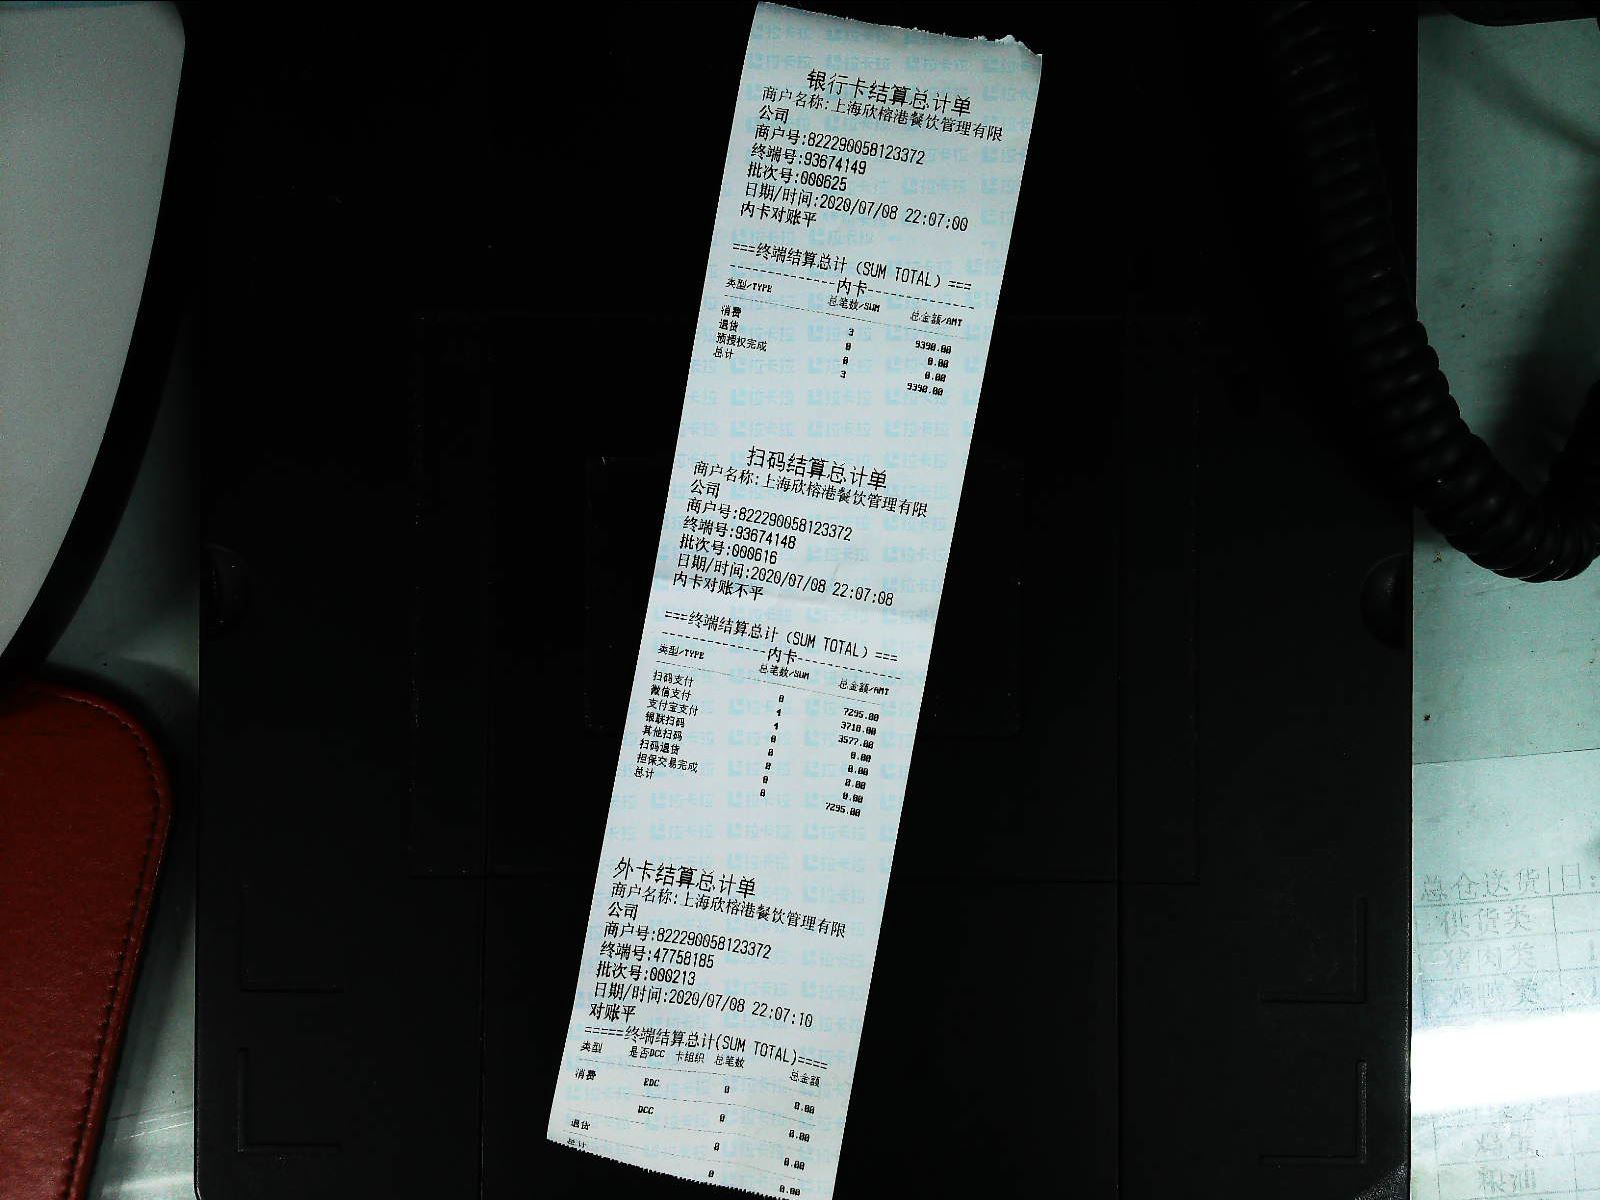 银行卡结算总计单
商户名称:上海欣榕港餐饮管理有限
公司
商户号:822290058123372
终端号:93674149
批次号:000625
日期/时间:2020/07/08 22:07:00
内卡对账平
===终端结算总计（SUM TOTAL）===
内卡
类型/TYPE 总笔数/SUM 总金额/AMT
消费 3 9390.00
退货 0 0.00
预授权完成 0 0.00
总计 3 9390.00
扫码结算总计单
商户名称:上海欣榕港餐饮管理有限
公司
商户号:822290058123372
终端号:93674148
批次号:000616
日期/时间:2020/07/08 22:07:08
内卡对账不平
===终端结算总计（SUM TOTAL）===
内卡
类型/TYPE 总笔数/SUM 总金额/AMT
扫码支付 0 7295.00
微信支付 4 3718.00
支付宝支付 4 3577.00
银联扫码 0 0.00
其他扫码 0 0.00
扫码退货 0 0.00
担保交易完成 0 0.00
总计 0 7295.00
外卡结算总计单
商户名称:上海欣榕港餐饮管理有限
公司
商户号:822290058123372
终端号:47758185
批次号:000213
日期/时间:2020/07/08 22:07:10
对账平
=====终端结算总计(SUM TOTAL)====
类型 是否DCC 卡组织 总笔数 总金额
消费 EDC 0 0.00
DCC 0 0.00
退货 0 0.00
总计 0 0.00
总仓送货 日:
供货类
猪肉类
粮油